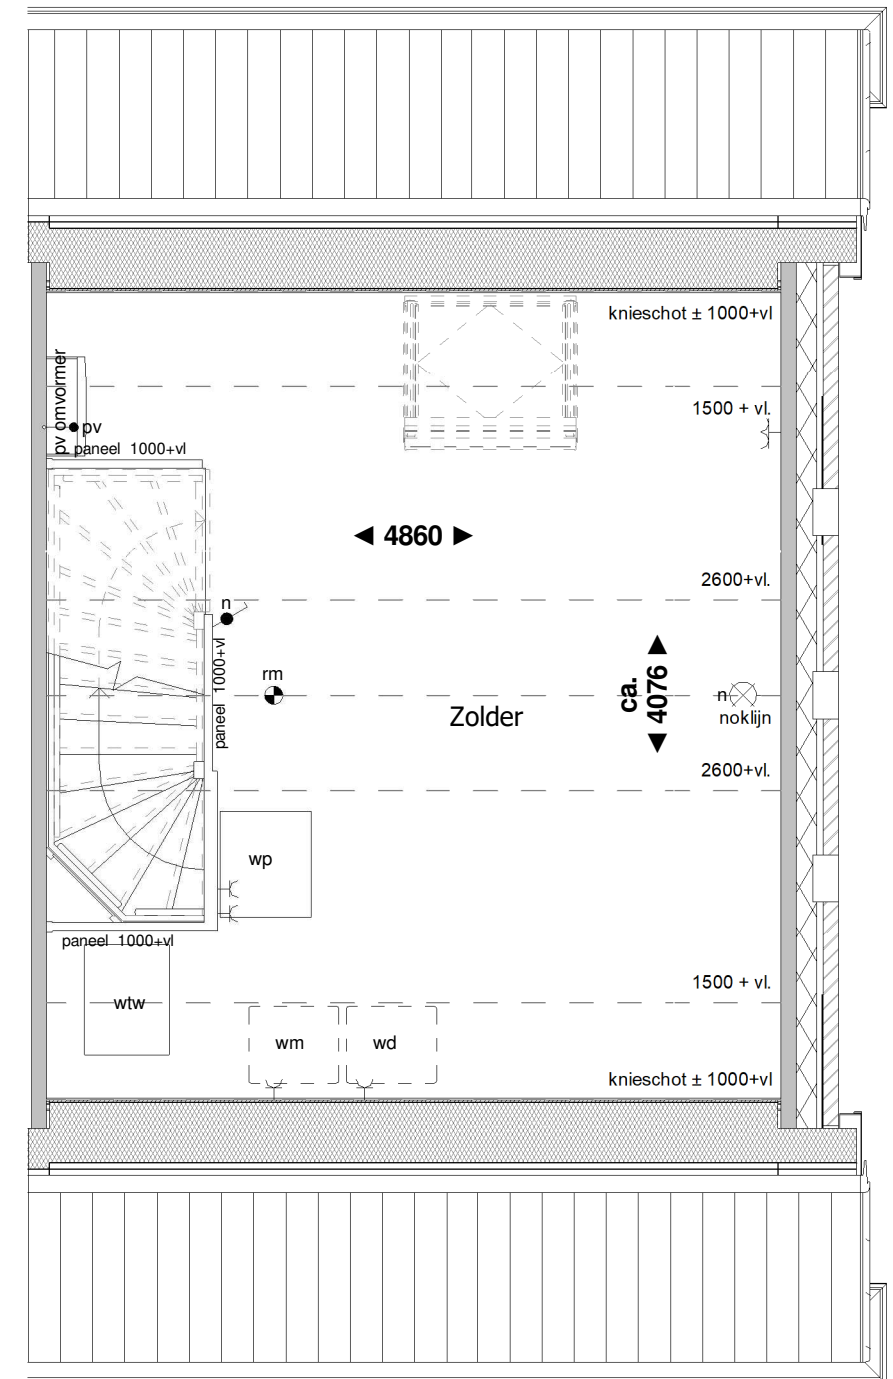 knieschot ± 1000+vl
pv omvormer
1500 + vl.
pv
paneel 1000+vl
4860
2600+vl.
n
paneel 1000+vl
rm
ca.
4076
n
Zolder
noklijn
2600+vl.
wp
paneel 1000+vl
1500 + vl.
wtw
wm
wd
knieschot ± 1000+vl